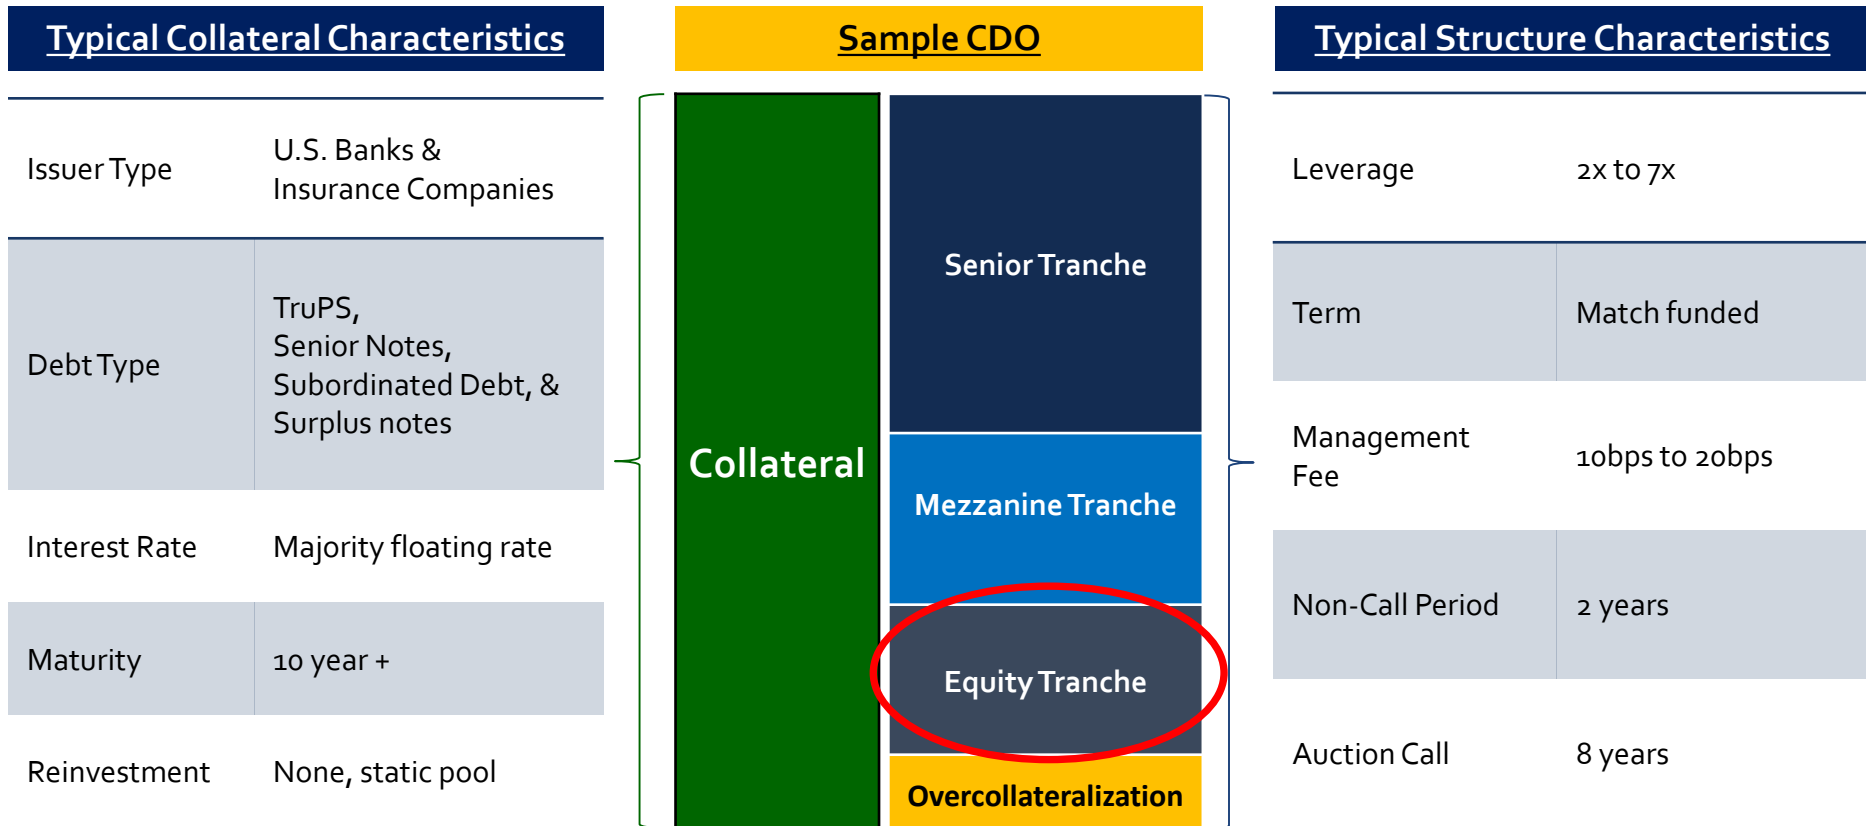 Typical Collateral Characteristics
Issuer Type
U.S. Banks &
Insurance Companies
Debt Type
TruPS,
Senior Notes,
Subordinated Debt, &
Surplus notes
Interest Rate
Majority floating rate
Maturity
10 year +
Reinvestment
None, static pool
Sample CDO
Collateral
Senior Tranche
Mezzanine Tranche
Equity Tranche
Overcollateralization
Typical Structure Characteristics
Leverage
2x to 7x
Term
Match funded
Management
Fee
10bps to 20bps
Non-Call Period
2 years
Auction Call
8 years